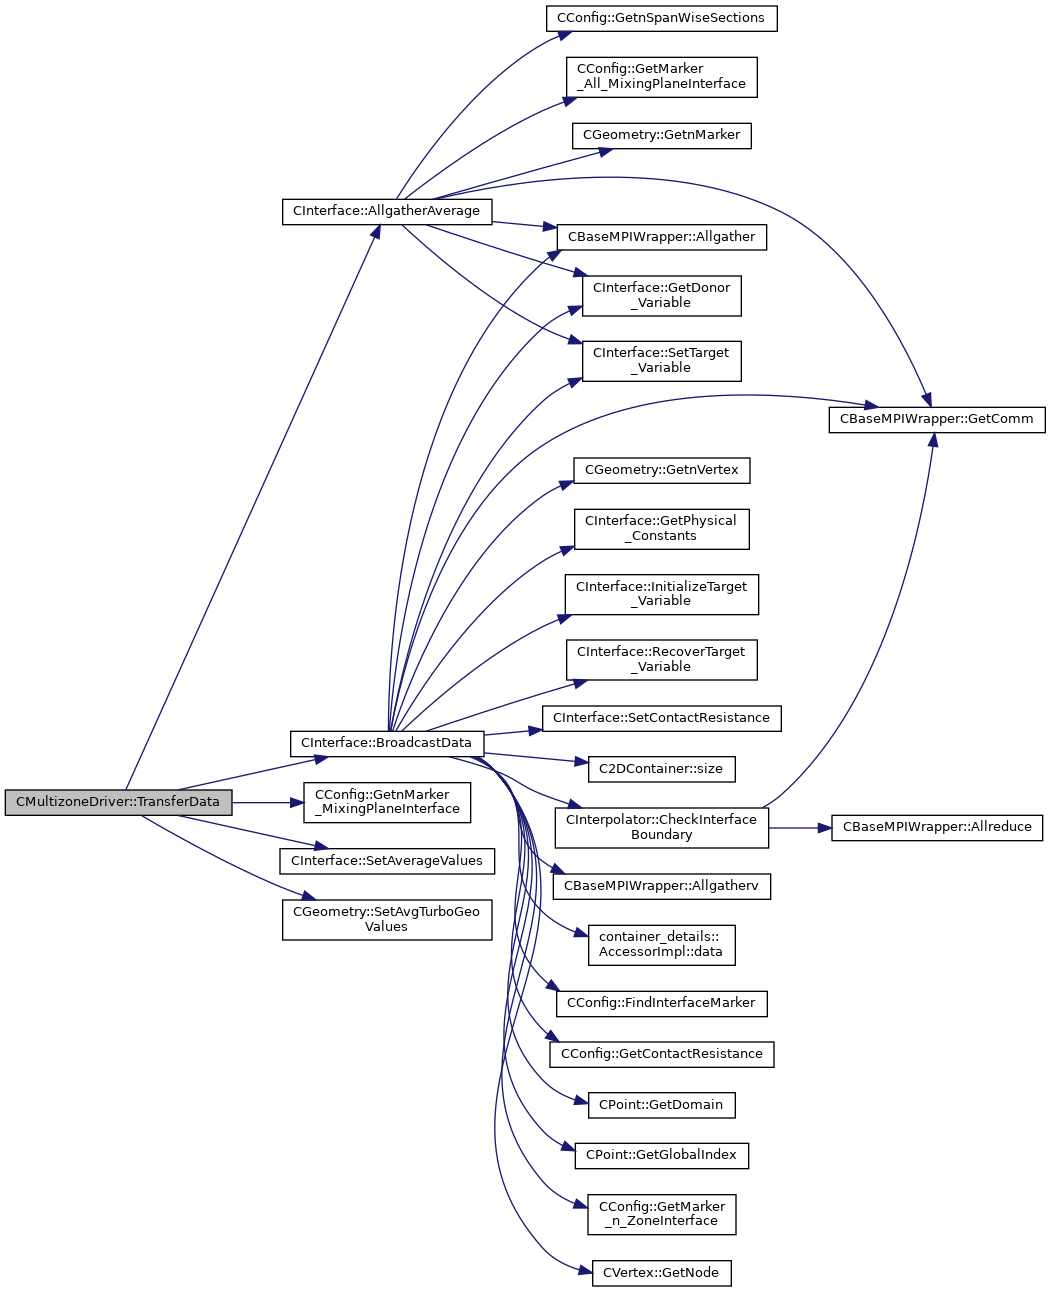 CConfig::GetnSpanWiseSections
CConfig::GetMarker
_All_MixingPlaneInterface
CGeometry::GetnMarker
CInterface::AllgatherAverage
CBaseMPIWrapper::Allgather
CInterface::GetDonor
_Variable
CInterface::SetTarget
_Variable
CBaseMPIWrapper::GetComm
CGeometry::GetnVertex
CInterface::GetPhysical
_Constants
CInterface::InitializeTarget
_Variable
CInterface::RecoverTarget
_Variable
CInterface::SetContactResistance
CInterface::BroadcastData
C2DContainer::size
CMultizoneDriver::TransferData
CConfig::GetnMarker
_MixingPlaneInterface
CInterpolator::CheckInterface
Boundary
CBaseMPIWrapper::Allreduce
CInterface::SetAverageValues
CBaseMPIWrapper::Allgatherv
CGeometry::SetAvgTurboGeo
Values
container_details::
AccessorImpl::data
CConfig::FindInterfaceMarker
CConfig::GetContactResistance
CPoint::GetDomain
CPoint::GetGlobalIndex
CConfig::GetMarker
_n_ZoneInterface
CVertex::GetNode